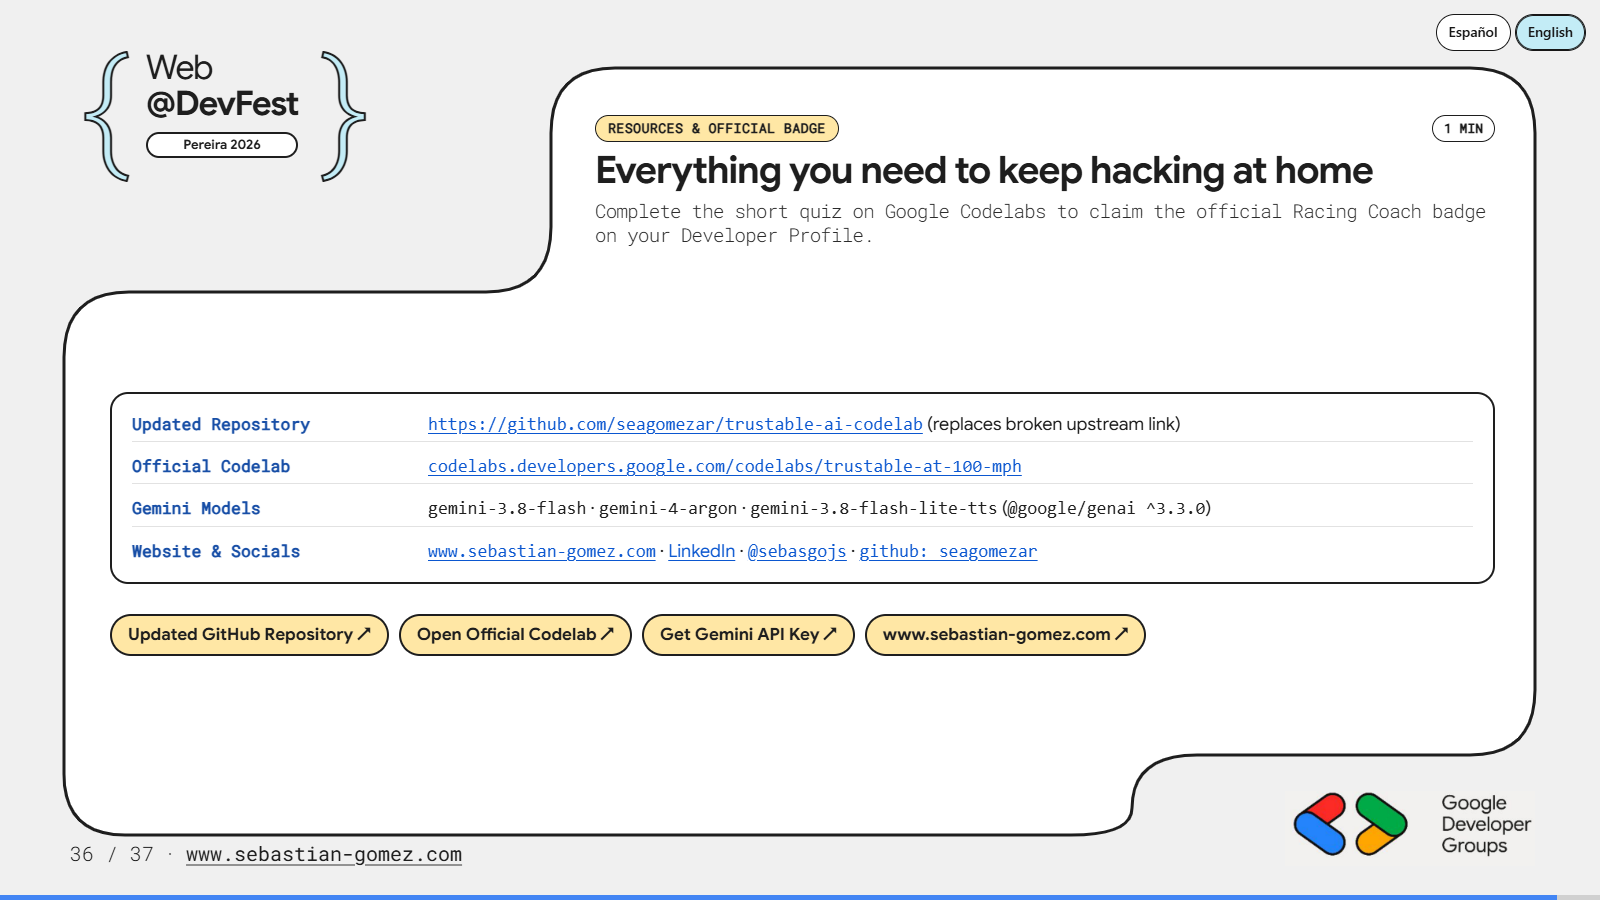 Español English
Web
@DevFest
Pereira 2026
RESOURCES & OFFICIAL BADGE 1 MIN
Everything you need to keep hacking at home
Complete the short quiz on Google Codelabs to claim the official Racing Coach badge
on your Developer Profile.
Updated Repository https://github.com/seagomezar/trustable-ai-codelab (replaces broken upstream link)
Official Codelab codelabs.developers.google.com/codelabs/trustable-at-100-mph
Gemini Models gemini-3.8-flash · gemini-4-argon · gemini-3.8-flash-lite-tts (@google/genai ^3.3.0)
Website & Socials www.sebastian-gomez.com · LinkedIn · @sebasgojs · github: seagomezar
Updated GitHub Repository ↗ Open Official Codelab ↗ Get Gemini API Key ↗ www.sebastian-gomez.com ↗
Google
Developer
Groups
36 / 37 · www.sebastian-gomez.com